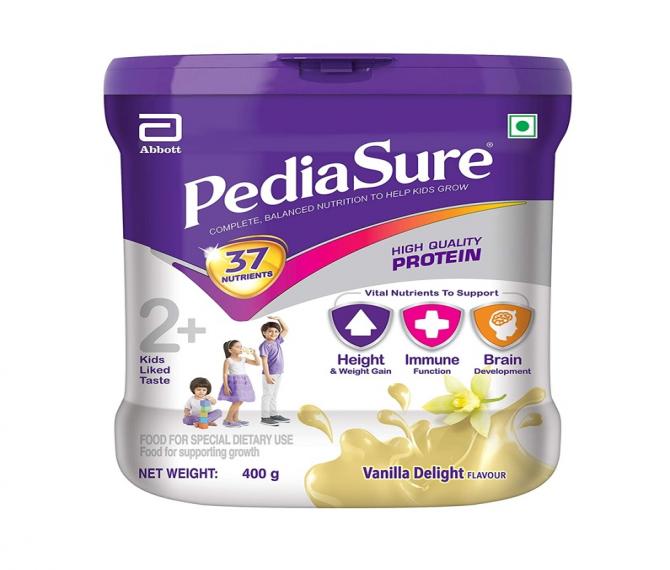 Abbott
PediaSure®
COMPLETE, BALANCED NUTRITION TO HELP KIDS GROW
37
NUTRIENTS
HIGH QUALITY
PROTEIN
Vital Nutrients To Support
2+
Kids
Liked
Taste
Height
& Weight Gain
Immune
Function
Brain
Development
FOOD FOR SPECIAL DIETARY USE
Food for supporting growth
NET WEIGHT: 400 g
Vanilla Delight FLAVOUR